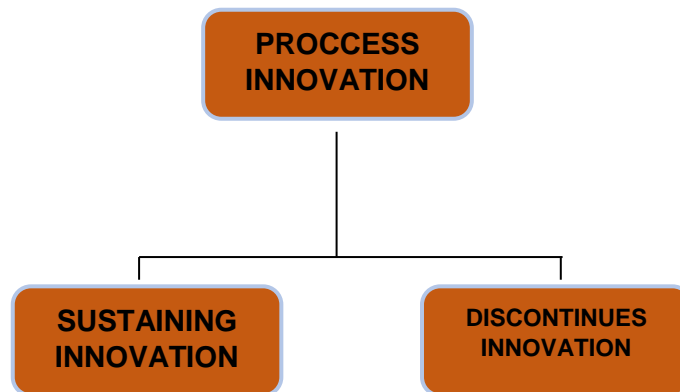 PROCCESS
INNOVATION
SUSTAINING
INNOVATION
DISCONTINUES
INNOVATION